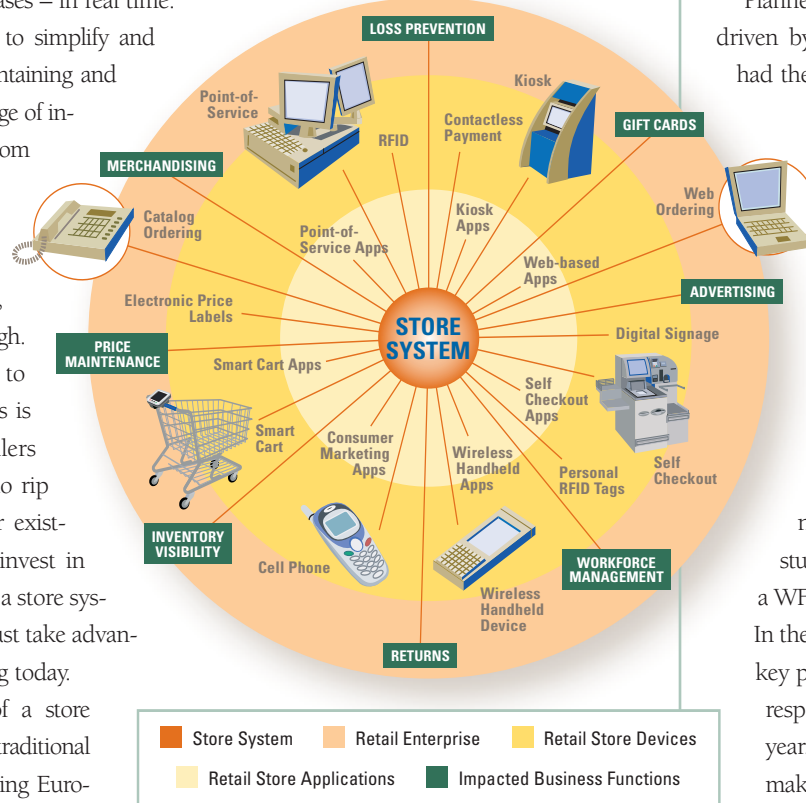 ases – in real time.
to simplify and
ntaining and
ge of in-
om
gh.
to
s is
llers
o rip
r exist-
invest in
a store sys-
ust take advan-
g today.
f a store
traditional
ing Euro-
Planne
driven by
had the
n
stu
a WF
In the
key p
resp
year
mak
LOSS PREVENTION
Point-of-
Service
RFID
Contactless
Payment
Kiosk
GIFT CARDS
MERCHANDISING
Catalog
Ordering
Point-of-
Service Apps
Kiosk
Apps
Web
Ordering
Web-based
Apps
ADVERTISING
Electronic Price
Labels
STORE
SYSTEM
Digital Signage
PRICE
MAINTENANCE
Smart Cart Apps
Self
Checkout
Apps
Smart
Cart
Consumer
Marketing
Apps
Wireless
Handheld
Apps
Personal
RFID Tags
Self
Checkout
INVENTORY
VISIBILITY
Cell Phone
Wireless
Handheld
Device
WORKFORCE
MANAGEMENT
RETURNS
Store System
Retail Enterprise
Retail Store Devices
Retail Store Applications
Impacted Business Functions